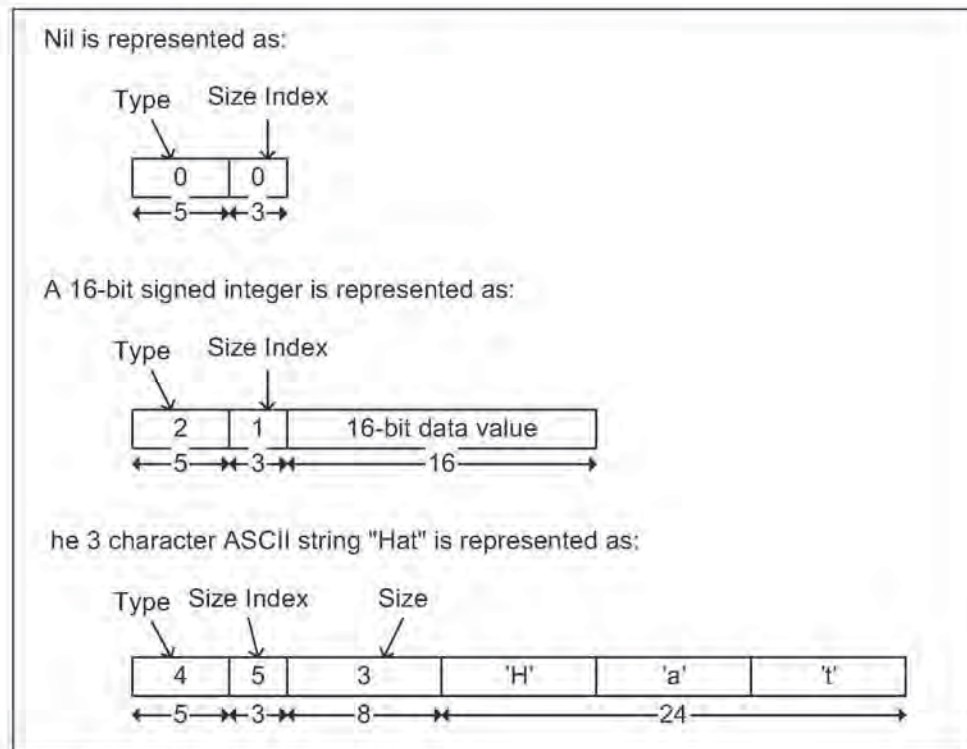 Nil is represented as:
Type Size Index
0 0
5 3
A 16-bit signed integer is represented as:
Type Size Index
2 1 16-bit data value
5 3 16
he 3 character ASCII string "Hat" is represented as:
Type Size Index Size
4 5 3 'H' 'a' 't'
5 3 8 24